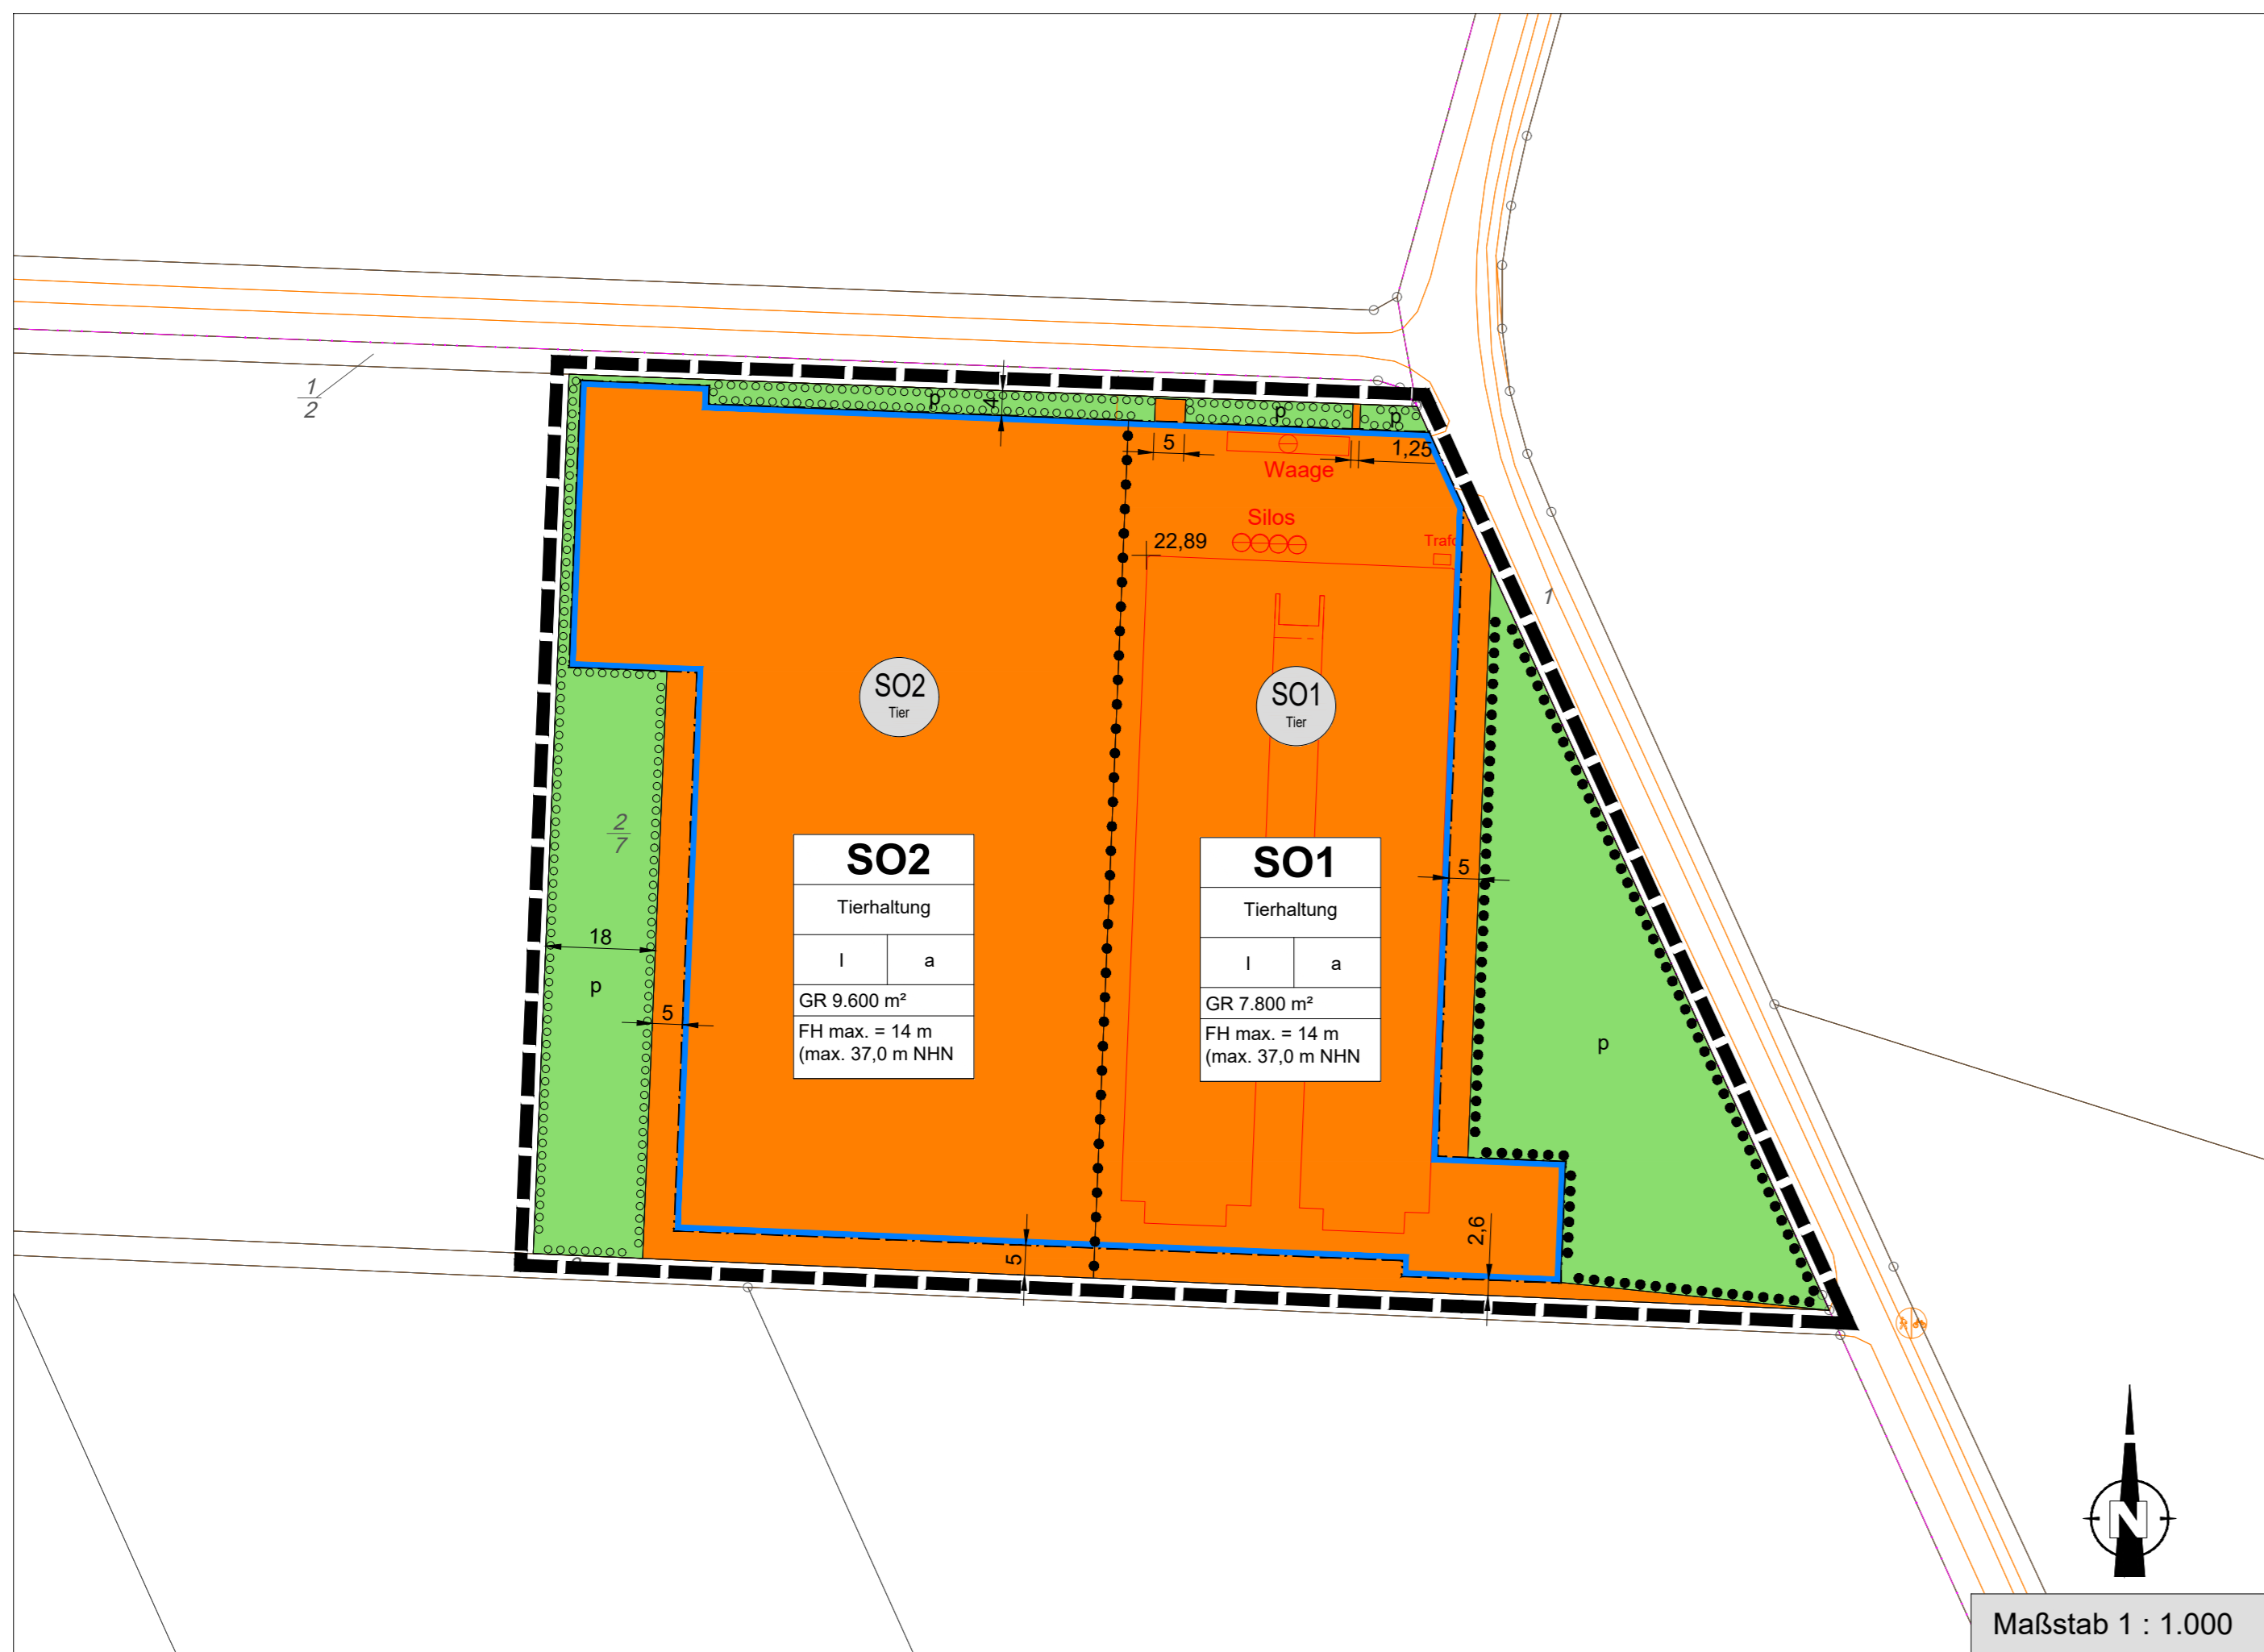 1
2
p
4
p
p
5
1,25
Waage
Silos
22,89
Trafo
1
SO2
Tier
SO1
Tier
2
7
SO2
Tierhaltung
I a
GR 9.600 m²
FH max. = 14 m
(max. 37,0 m NHN
SO1
Tierhaltung
I a
GR 7.800 m²
FH max. = 14 m
(max. 37,0 m NHN
5
18
p
5
p
2,6
5
N
Maßstab 1 : 1.000